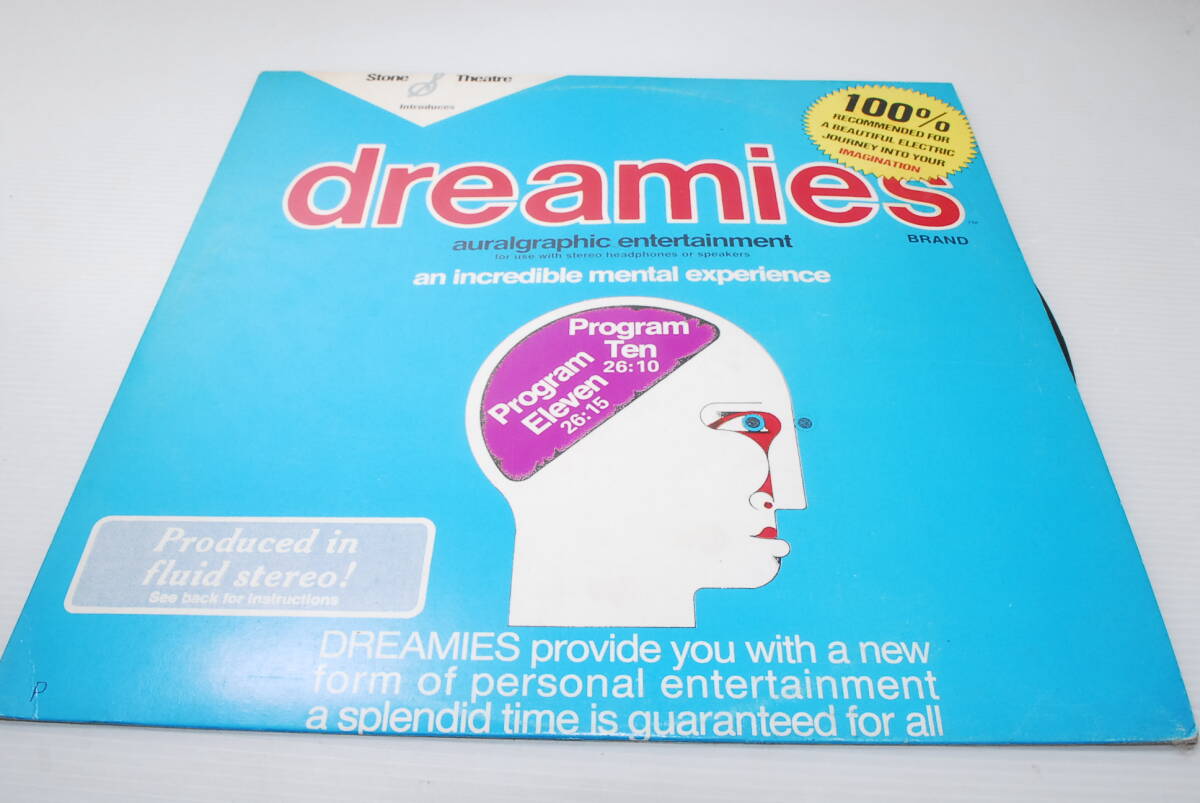 Stone Theatre
Introduces
100%
RECOMMENDED FOR
A BEAUTIFUL ELECTRIC
JOURNEY INTO YOUR
IMAGINATION
dreamies
TM
BRAND
auralgraphic entertainment
for use with stereo headphones or speakers
an incredible mental experience
Program
Ten
26:10
Program
Eleven
26:15
Produced in
fluid stereo!
See back for instructions
DREAMIES provide you with a new
form of personal entertainment
a splendid time is guaranteed for all
P